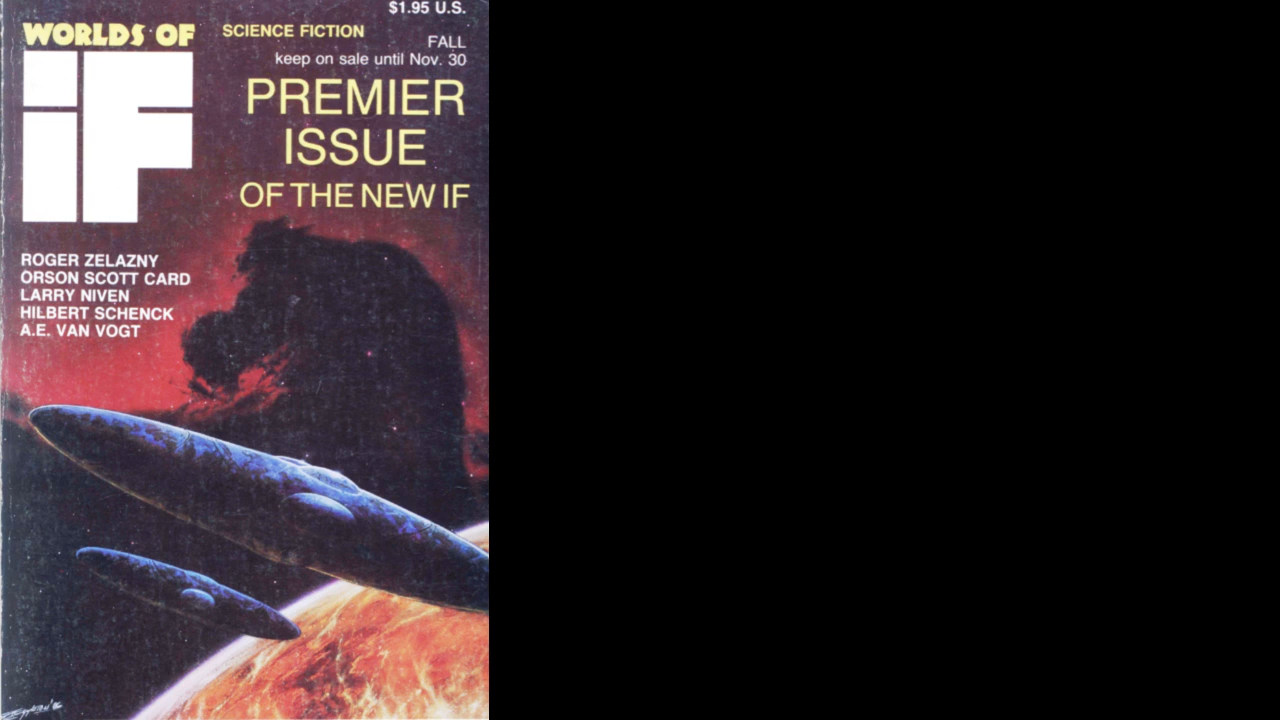 $1.95 U.S.
WORLDS OF
SCIENCE FICTION
iF
FALL
keep on sale until Nov. 30
PREMIER
ISSUE
OF THE NEW IF
ROGER ZELAZNY
ORSON SCOTT CARD
LARRY NIVEN
HILBERT SCHENCK
A.E. VAN VOGT